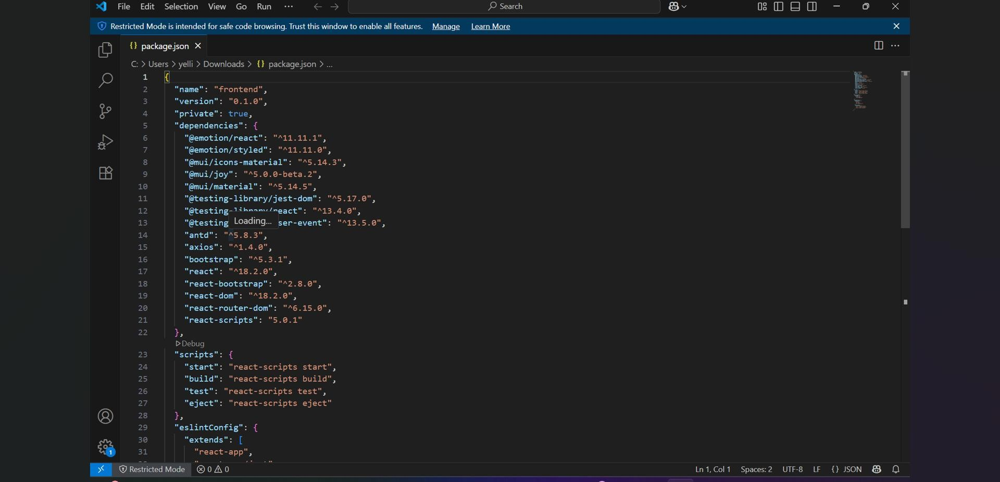 File Edit Selection View Go Run ··· Search
Restricted Mode is intended for safe code browsing. Trust this window to enable all features. Manage Learn More
{} package.json
C: > Users > yelli > Downloads > {} package.json > ...
1 {
2 "name": "frontend",
3 "version": "0.1.0",
4 "private": true,
5 "dependencies": {
6 "@emotion/react": "^11.11.1",
7 "@emotion/styled": "^11.11.0",
8 "@mui/icons-material": "^5.14.3",
9 "@mui/joy": "^5.0.0-beta.2",
10 "@mui/material": "^5.14.5",
11 "@testing-library/jest-dom": "^5.17.0",
12 "@testing-library/react": "^13.4.0",
13 "@testing Loading... ser-event": "^13.5.0",
14 "antd": "^5.8.3",
15 "axios": "^1.4.0",
16 "bootstrap": "^5.3.1",
17 "react": "^18.2.0",
18 "react-bootstrap": "^2.8.0",
19 "react-dom": "^18.2.0",
20 "react-router-dom": "^6.15.0",
21 "react-scripts": "5.0.1"
22 },
Debug
23 "scripts": {
24 "start": "react-scripts start",
25 "build": "react-scripts build",
26 "test": "react-scripts test",
27 "eject": "react-scripts eject"
28 },
29 "eslintConfig": {
30 "extends": [
31 "react-app",
1
Restricted Mode 0 0 Ln 1, Col 1 Spaces: 2 UTF-8 LF {} JSON